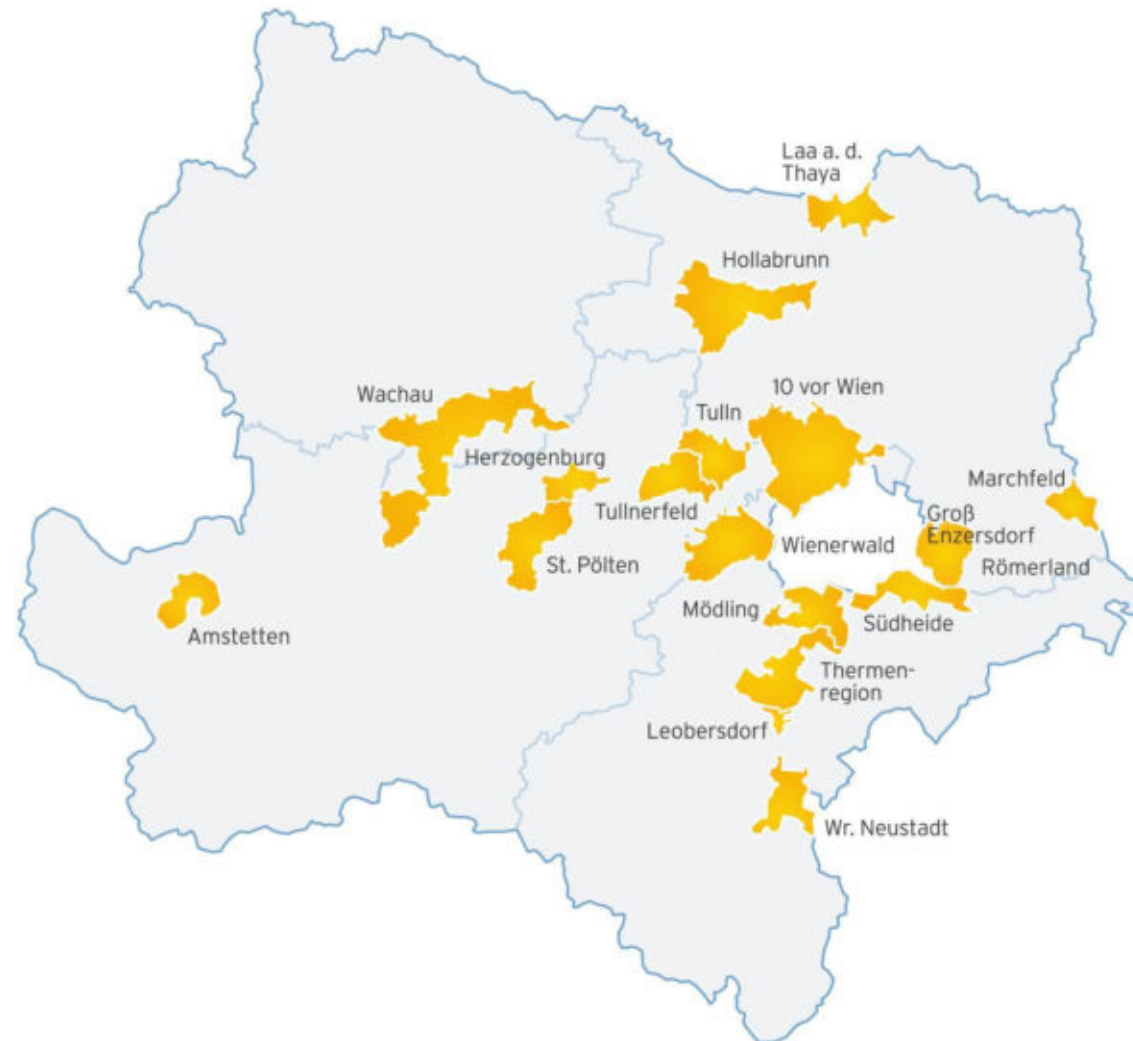 Laa a. d.
Thaya
Hollabrunn
Wachau
10 vor Wien
Tulln
Herzogenburg
Marchfeld
Tullnerfeld
Groß
Enzersdorf
Wienerwald
St. Pölten
Römerland
Mödling
Südheide
Amstetten
Thermen-
region
Leobersdorf
Wr. Neustadt